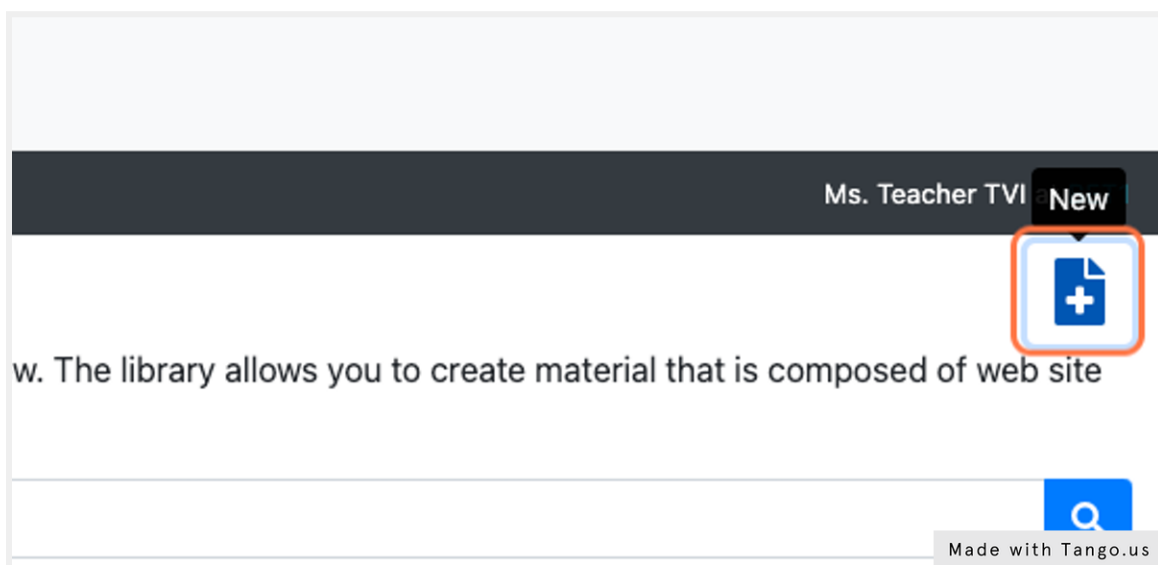 Ms. Teacher TVI
New
w. The library allows you to create material that is composed of web site
Made with Tango.us